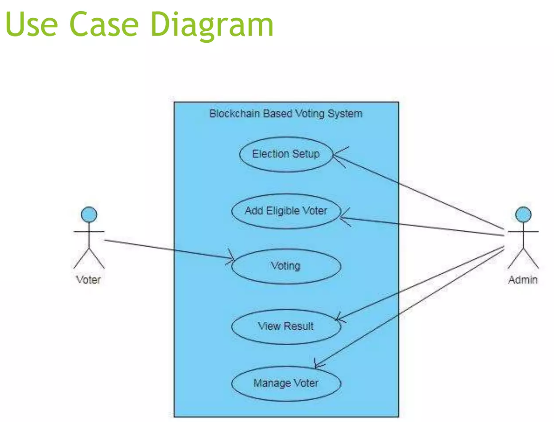 Use Case Diagram
Blockchain Based Voting System
Election Setup
Add Eligible Voter
Voting
Voter
Admin
View Result
Manage Voter